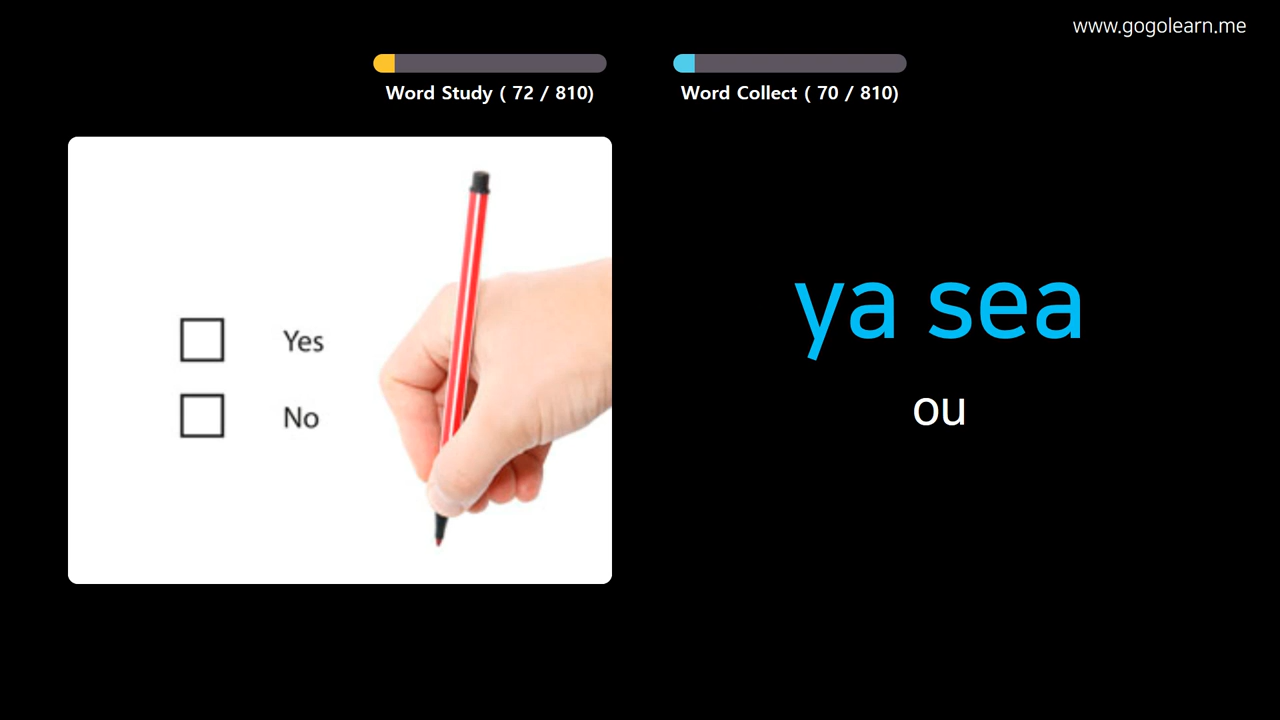 www.gogolearn.me
Word Study ( 72 / 810)
Word Collect ( 70 / 810)
Yes
No
ya sea
ou